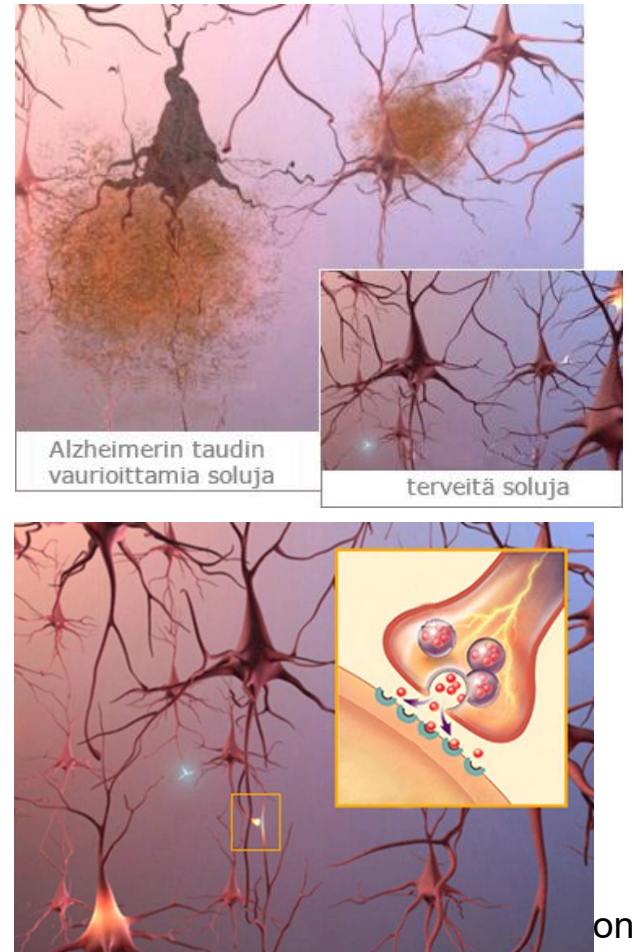 Alzheimerin taudin
vaurioittamia soluja
terveitä soluja
on